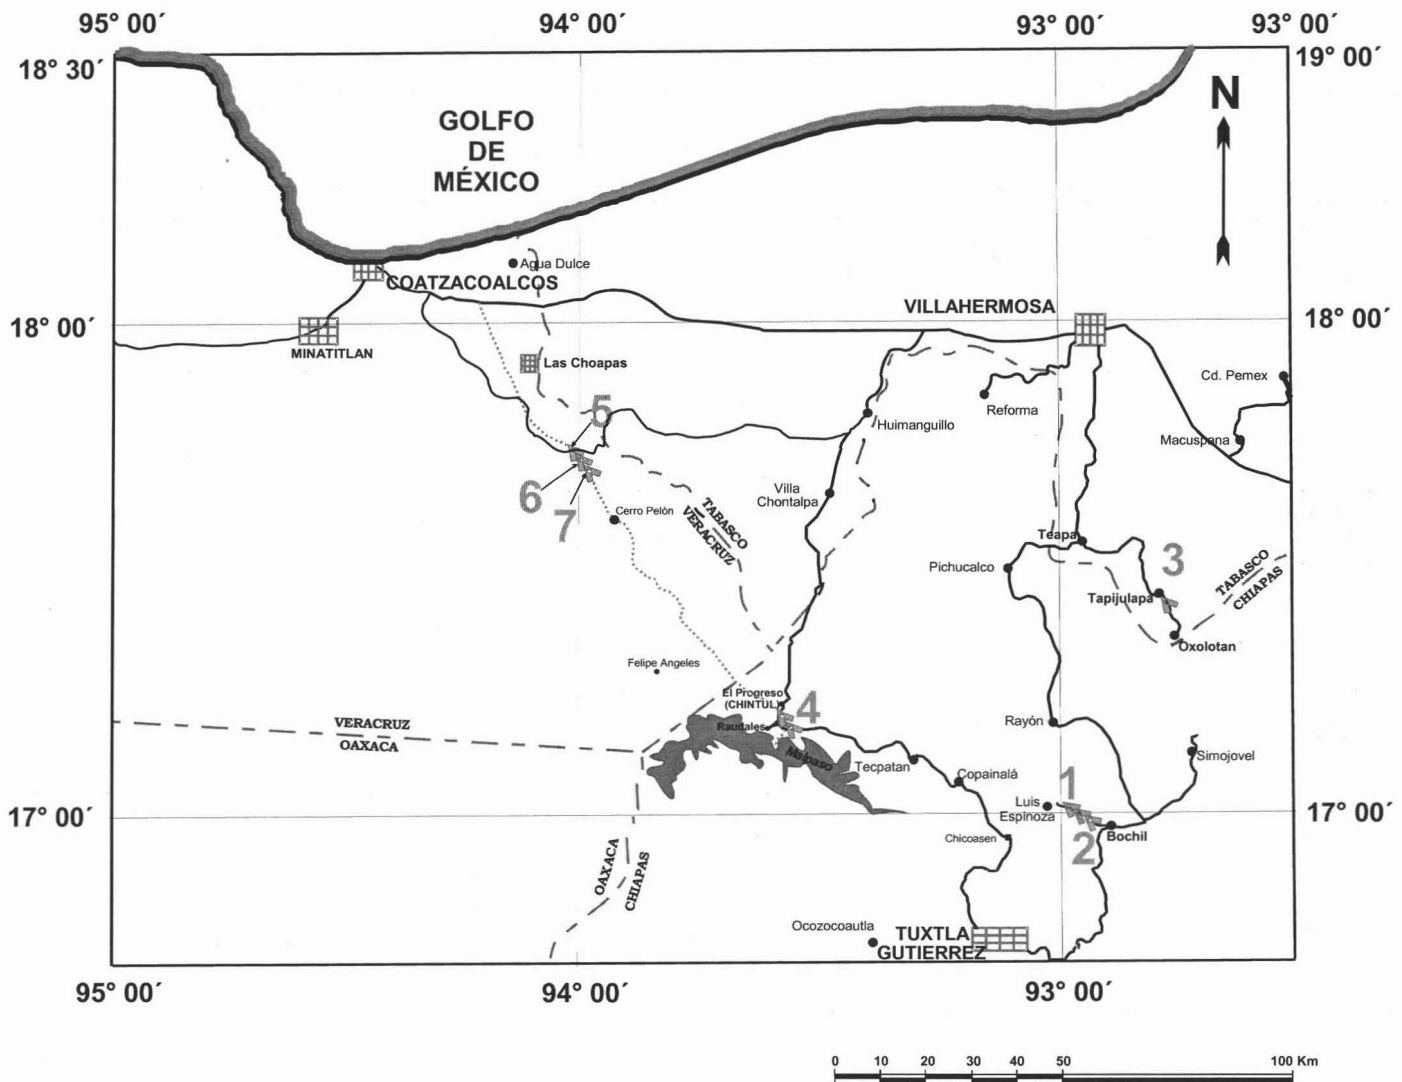 95° 00´
94° 00´
93° 00´
93° 00´
18° 30´
19° 00´
N
GOLFO
DE
MÉXICO
Agua Dulce
COATZACOALCOS
VILLAHERMOSA
18° 00´
18° 00´
MINATITLAN
Las Choapas
Cd. Pemex
5
Reforma
Huimanguillo
Macuspana
6
7
Villa
Chontalpa
Cerro Pelón
TABASCO
VERACRUZ
Teapa
3
Pichucalco
TABASCO
CHIAPAS
Tapijulapa
Oxolotan
Felipe Angeles
El Progreso
(CHINTUL)
4
Raudales
Rayón
VERACRUZ
OAXACA
Malpaso
Tecpatan
Simojovel
Copainalá
1
Luis
Espinoza
17° 00´
17° 00´
Bochil
2
Chicoasen
OAXACA
CHIAPAS
Ocozocoautla
TUXTLA
GUTIERREZ
95° 00´
94° 00´
93° 00´
0 10 20 30 40 50 100 Km